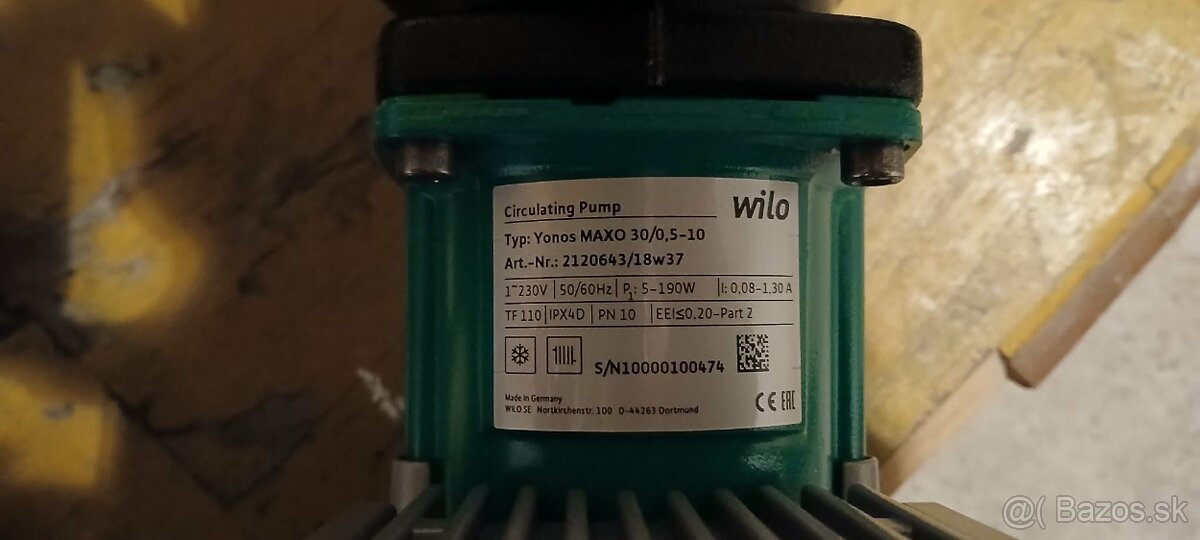 wilo
Circulating Pump
Typ: Yonos MAXO 30/0,5-10
Art.-Nr.: 2120643/18w37
1~230V | 50/60Hz | P1: 5-190W | I: 0,08-1,30 A
TF 110 | IPX4D | PN 10 | EEI≤0.20-Part 2
S/N10000100474
Made in Germany
WILO SE Nortkirchenstr. 100 D-44263 Dortmund
CE EAC
@( Bazos.sk